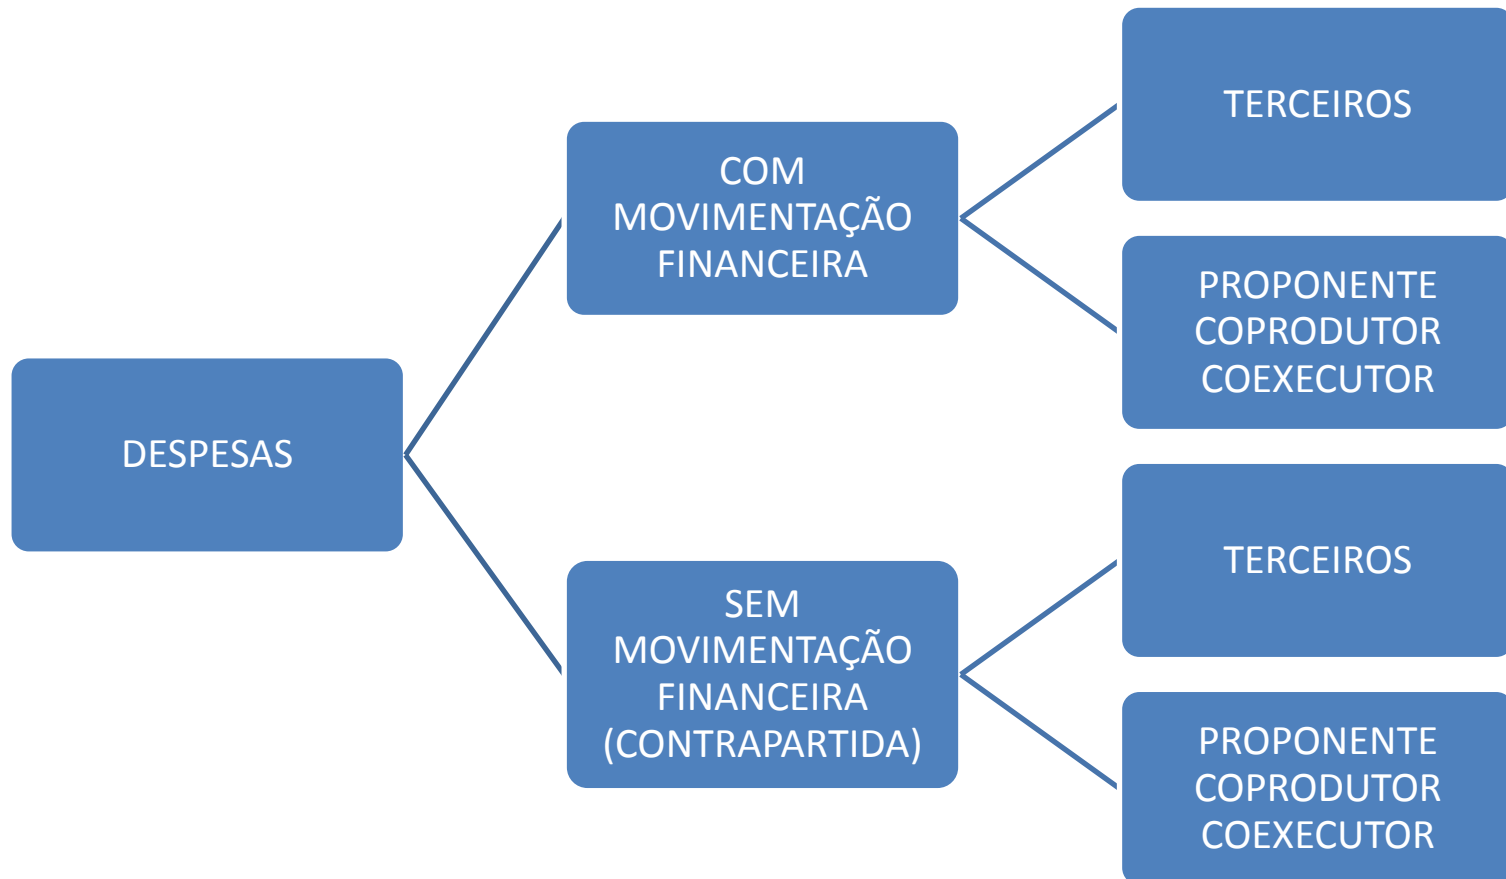 DESPESAS
COM
MOVIMENTAÇÃO
FINANCEIRA
TERCEIROS
PROPONENTE
COPRODUTOR
COEXECUTOR
SEM
MOVIMENTAÇÃO
FINANCEIRA
(CONTRAPARTIDA)
TERCEIROS
PROPONENTE
COPRODUTOR
COEXECUTOR